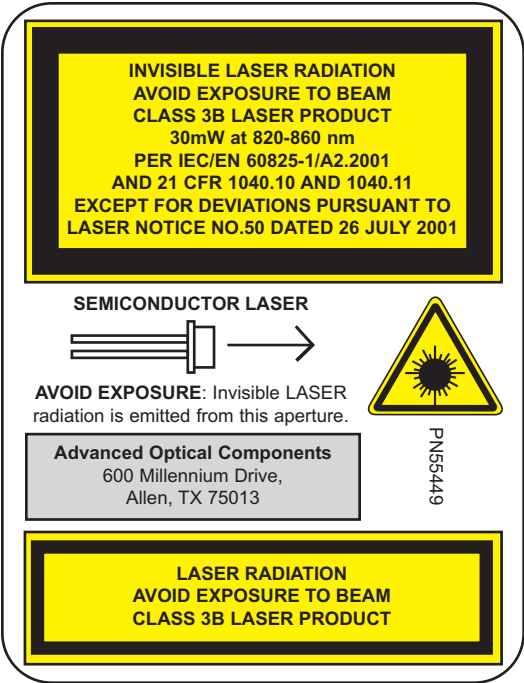 INVISIBLE LASER RADIATION
AVOID EXPOSURE TO BEAM
CLASS 3B LASER PRODUCT
30mW at 820-860 nm
PER IEC/EN 60825-1/A2.2001
AND 21 CFR 1040.10 AND 1040.11
EXCEPT FOR DEVIATIONS PURSUANT TO
LASER NOTICE NO.50 DATED 26 JULY 2001
SEMICONDUCTOR LASER
AVOID EXPOSURE: Invisible LASER
radiation is emitted from this aperture.
Advanced Optical Components
600 Millennium Drive,
Allen, TX 75013
PN55449
LASER RADIATION
AVOID EXPOSURE TO BEAM
CLASS 3B LASER PRODUCT